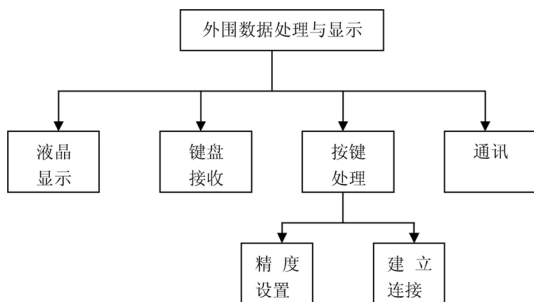 外围数据处理与显示
液晶
显示
键盘
接收
按键
处理
通讯
精 度
设置
建 立
连接